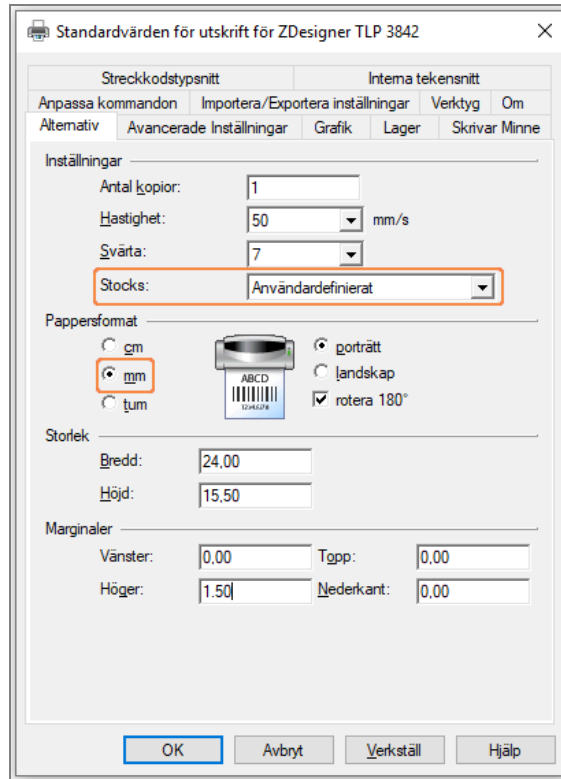 Standardvärden för utskrift för ZDesigner TLP 3842
Streckkodstypsnitt Interna tekensnitt
Anpassa kommandon Importera/Exportera inställningar Verktyg Om
Alternativ Avancerade Inställningar Grafik Lager Skrivar Minne
Inställningar
Antal kopior: 1
Hastighet: 50 mm/s
Svärta: 7
Stocks: Användardefinierat
Pappersformat
cm porträtt
mm landskap
tum rotera 180°
ABCD
12345678
Storlek
Bredd: 24,00
Höjd: 15,50
Marginaler
Vänster: 0,00 Topp: 0,00
Höger: 1.50 Nederkant: 0,00
OK Avbryt Verkställ Hjälp